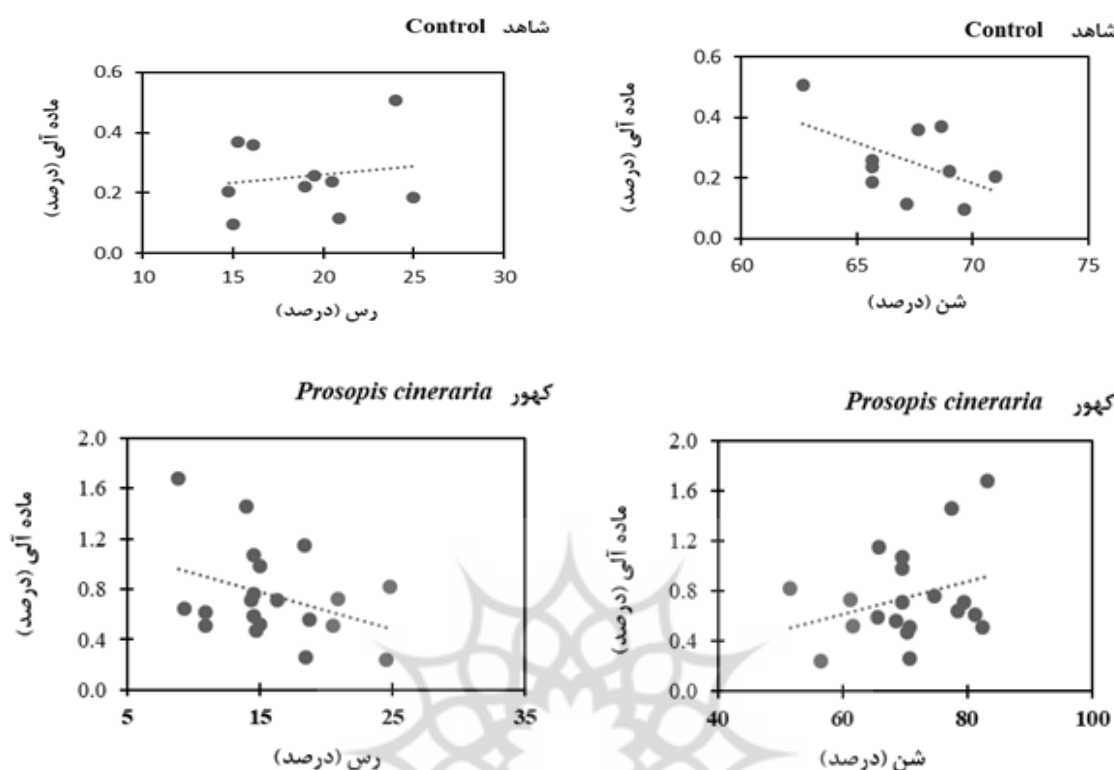 شاهد Control
0.6
0.4
0.2
0.0
ماده آلی (درصد)
10 15 20 25 30
رس (درصد)
شاهد Control
0.6
0.4
0.2
0.0
ماده آلی (درصد)
60 65 70 75
شن (درصد)
کهور Prosopis cineraria
2.0
1.6
1.2
0.8
0.4
0.0
ماده آلی (درصد)
5 15 25 35
رس (درصد)
کهور Prosopis cineraria
2.0
1.6
1.2
0.8
0.4
0.0
ماده آلی (درصد)
40 60 80 100
شن (درصد)